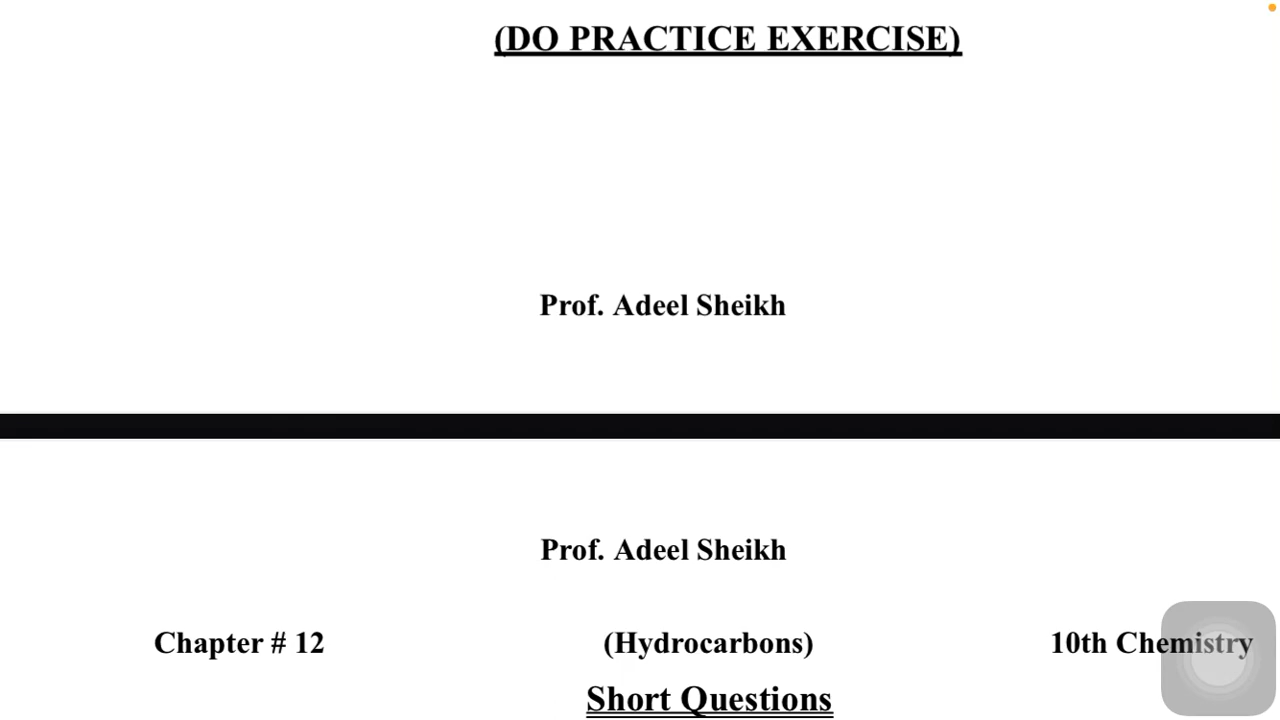 (DO PRACTICE EXERCISE)
Prof. Adeel Sheikh
Prof. Adeel Sheikh
Chapter # 12 (Hydrocarbons) 10th Chemistry
Short Questions